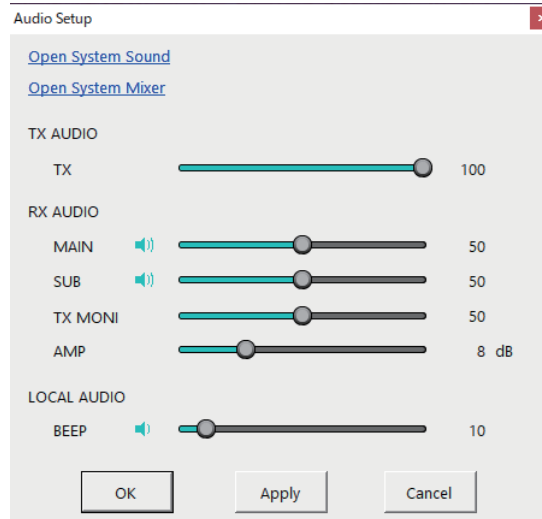 Audio Setup
Open System Sound
Open System Mixer
TX AUDIO
TX 100
RX AUDIO
MAIN 50
SUB 50
TX MONI 50
AMP 8 dB
LOCAL AUDIO
BEEP 10
OK Apply Cancel